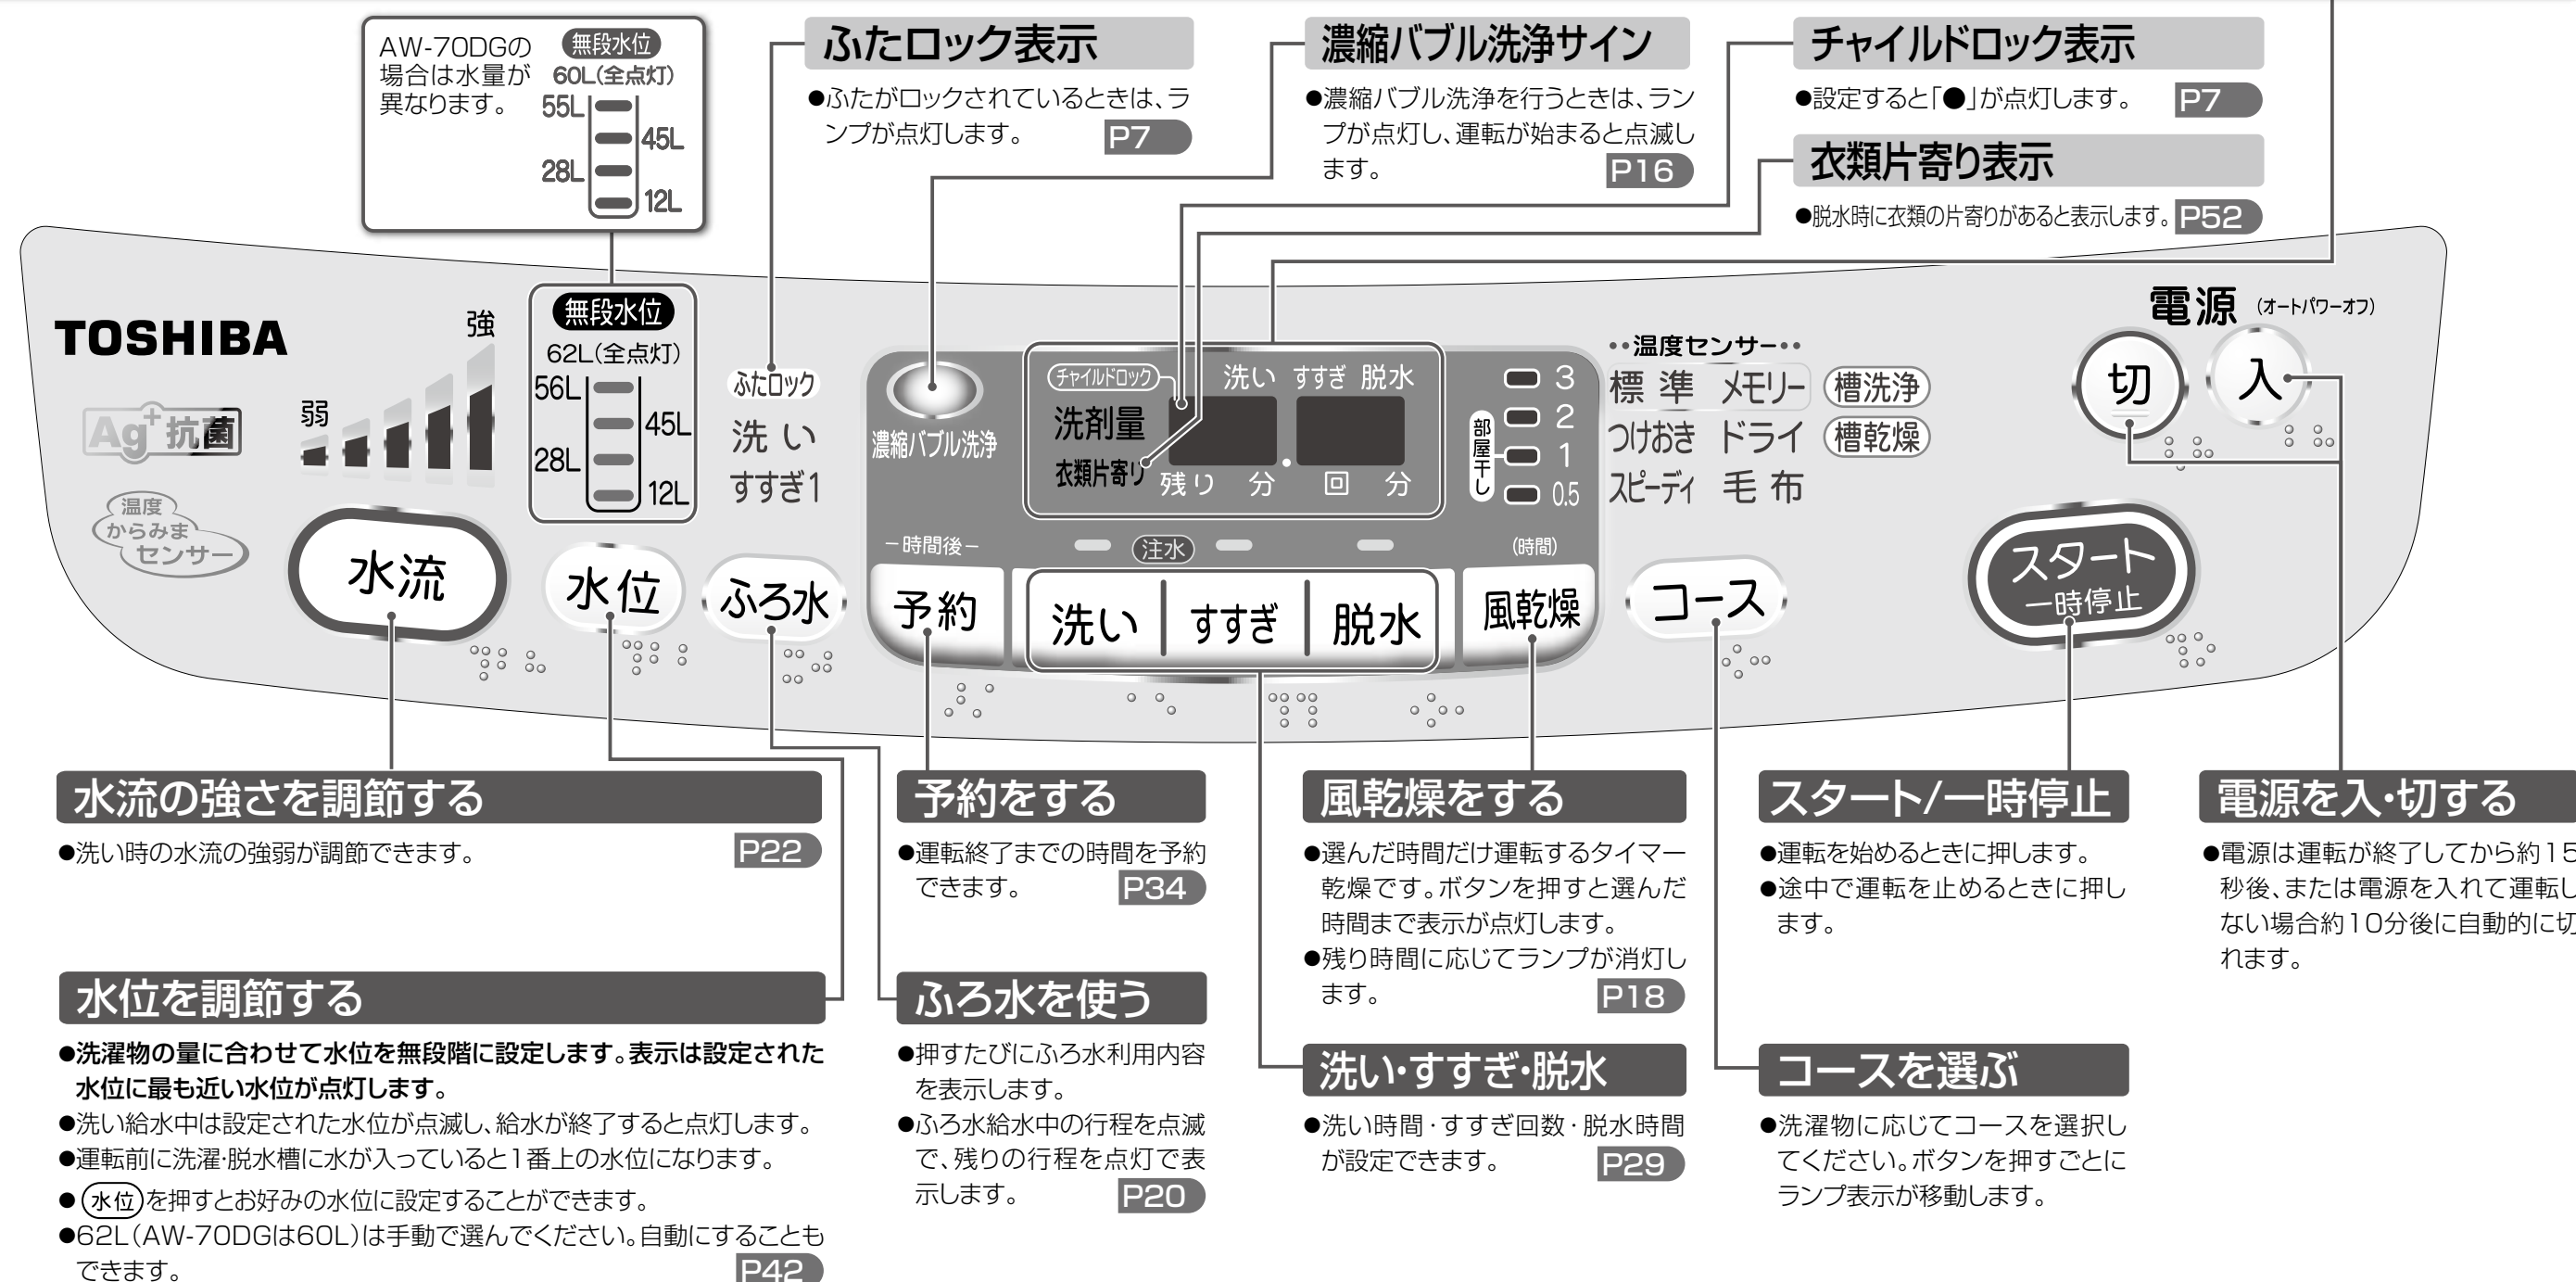 AW-70DGの
場合は水量が
異なります。
無段水位
60L(全点灯)
55L
45L
28L
12L
ふたロック表示
●ふたがロックされているときは、ラ
ンプが点灯します。 P7
濃縮バブル洗浄サイン
●濃縮バブル洗浄を行うときは、ラン
プが点灯し、運転が始まると点滅し
ます。 P16
チャイルドロック表示
●設定すると「●」が点灯します。 P7
衣類片寄り表示
●脱水時に衣類の片寄りがあると表示します。 P52
TOSHIBA
Ag+抗菌
温度
からみま
センサー
弱
強
水流
無段水位
62L(全点灯)
56L
45L
28L
12L
水位
ふたロック
洗い
すすぎ1
ふろ水
濃縮バブル洗浄
チャイルドロック
洗い すすぎ 脱水
洗剤量
衣類片寄り
残り 分 回 分
部屋干し
3
2
1
0.5
−時間後−
注水
(時間)
予約
洗い
すすぎ
脱水
風乾燥
••温度センサー••
標準 メモリー 槽洗浄
つけおき ドライ 槽乾燥
スピーディ 毛布
コース
電源 (オートパワーオフ)
切
入
スタート
一時停止
水流の強さを調節する
●洗い時の水流の強弱が調節できます。 P22
水位を調節する
●洗濯物の量に合わせて水位を無段階に設定します。表示は設定された
水位に最も近い水位が点灯します。
●洗い給水中は設定された水位が点滅し、給水が終了すると点灯します。
●運転前に洗濯・脱水槽に水が入っていると1番上の水位になります。
●水位を押すとお好みの水位に設定することができます。
●62L(AW-70DGは60L)は手動で選んでください。自動にすることも
できます。 P42
予約をする
●運転終了までの時間を予約
できます。 P34
ふろ水を使う
●押すたびにふろ水利用内容
を表示します。
●ふろ水給水中の行程を点滅
で、残りの行程を点灯で表
示します。 P20
風乾燥をする
●選んだ時間だけ運転するタイマー
乾燥です。ボタンを押すと選んだ
時間まで表示が点灯します。
●残り時間に応じてランプが消灯し
ます。 P18
洗い・すすぎ・脱水
●洗い時間・すすぎ回数・脱水時間
が設定できます。 P29
スタート/一時停止
●運転を始めるときに押します。
●途中で運転を止めるときに押し
ます。
コースを選ぶ
●洗濯物に応じてコースを選択し
てください。ボタンを押すごとに
ランプ表示が移動します。
電源を入・切する
●電源は運転が終了してから約15
秒後、または電源を入れて運転し
ない場合約10分後に自動的に切
れます。